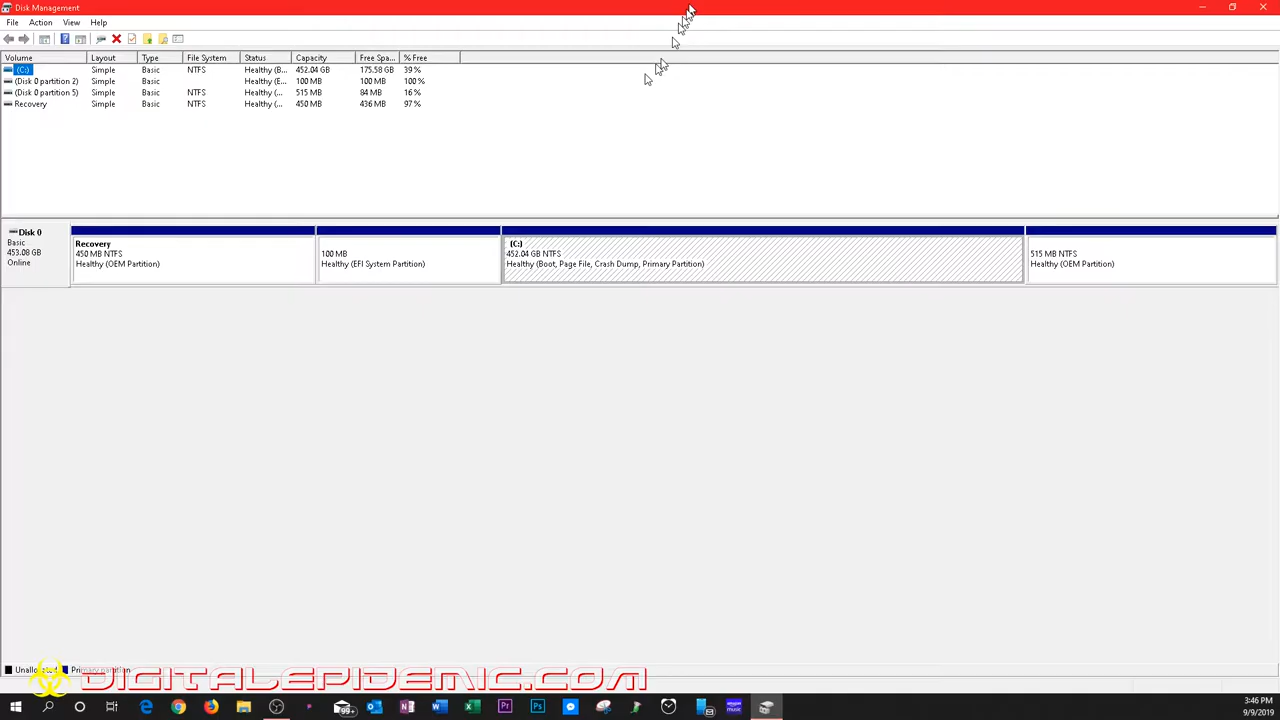 Disk Management
File Action View Help
Volume Layout Type File System Status Capacity Free Spa... % Free
(C:) Simple Basic NTFS Healthy (B... 452.04 GB 175.58 GB 39 %
(Disk 0 partition 2) Simple Basic Healthy (E... 100 MB 100 MB 100 %
(Disk 0 partition 5) Simple Basic NTFS Healthy (... 515 MB 84 MB 16 %
Recovery Simple Basic NTFS Healthy (... 450 MB 436 MB 97 %
Disk 0
Basic
453.08 GB
Online
Recovery
450 MB NTFS
Healthy (OEM Partition)
100 MB
Healthy (EFI System Partition)
(C:)
452.04 GB NTFS
Healthy (Boot, Page File, Crash Dump, Primary Partition)
515 MB NTFS
Healthy (OEM Partition)
Primary partition
DIGITALEPIDEMIC.COM
99+
Pr
Ps
amazon music
3:46 PM
9/9/2019